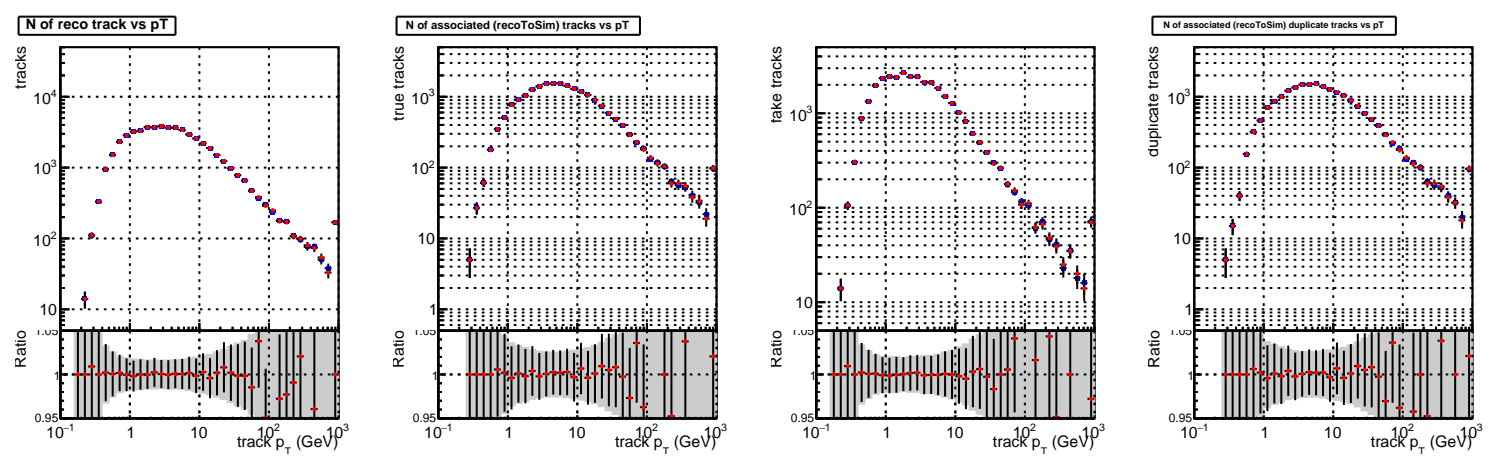 N of reco track vs pT
tracks
10⁴
10³
10²
10
Ratio
1.05
1
0.95
10⁻¹ 1 10 10² 10³
track p_T (GeV)
N of associated (recoToSim) tracks vs pT
true tracks
10³
10²
10
1
Ratio
1.05
1
0.95
10⁻¹ 1 10 10² 10³
track p_T (GeV)
fake tracks
10³
10²
10
Ratio
1.05
1
0.95
10⁻¹ 1 10 10² 10³
track p_T (GeV)
N of associated (recoToSim) duplicate tracks vs pT
duplicate tracks
10³
10²
10
1
Ratio
1.05
1
0.95
10⁻¹ 1 10 10² 10³
track p_T (GeV)